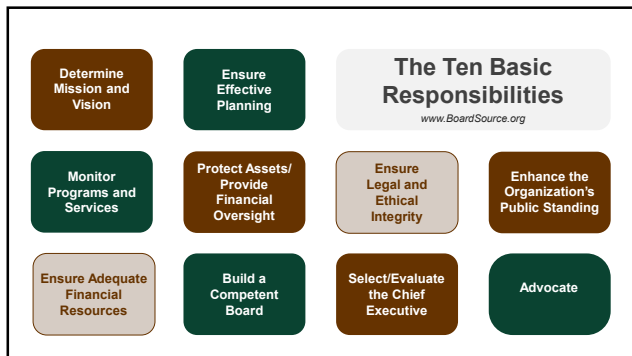 Determine
Mission and
Vision
Ensure
Effective
Planning
The Ten Basic
Responsibilities
www.BoardSource.org
Monitor
Programs and
Services
Protect Assets/
Provide
Financial
Oversight
Ensure
Legal and
Ethical
Integrity
Enhance the
Organization's
Public Standing
Ensure Adequate
Financial
Resources
Build a
Competent
Board
Select/Evaluate
the Chief
Executive
Advocate